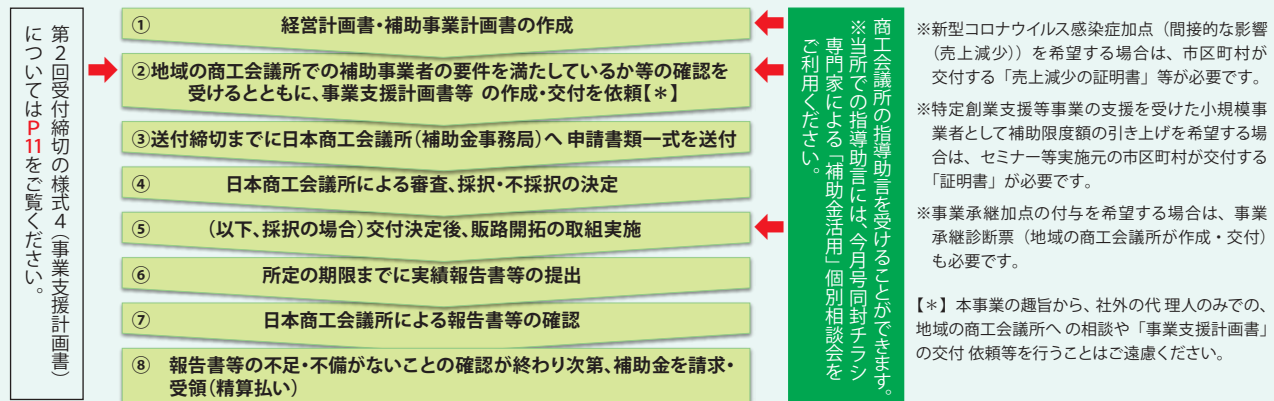 第２回受付締切の様式４（事業支援計画書）
についてはＰ11をご覧ください。
① 経営計画書・補助事業計画書の作成
②地域の商工会議所での補助事業者の要件を満たしているか等の確認を
受けるとともに、事業支援計画書等 の作成・交付を依頼【＊】
③送付締切までに日本商工会議所（補助金事務局）へ 申請書類一式を送付
④ 日本商工会議所による審査、採択・不採択の決定
⑤ （以下、採択の場合）交付決定後、販路開拓の取組実施
⑥ 所定の期限までに実績報告書等の提出
⑦ 日本商工会議所による報告書等の確認
⑧ 報告書等の不足・不備がないことの確認が終わり次第、補助金を請求・
受領（精算払い）
商工会議所の指導助言を受けることができます。
※当所での指導助言には、今月号同封チラシ
専門家による「補助金活用」個別相談会を
ご利用ください。
※新型コロナウイルス感染症加点（間接的な影響
（売上減少））を希望する場合は、市区町村が
交付する「売上減少の証明書」等が必要です。
※特定創業支援等事業の支援を受けた小規模事
業者として補助限度額の引き上げを希望する場
合は、セミナー等実施元の市区町村が交付する
「証明書」が必要です。
※事業承継加点の付与を希望する場合は、事業
承継診断票（地域の商工会議所が作成・交付）
も必要です。
【＊】本事業の趣旨から、社外の代 理人のみでの、
地域の商工会議所へ の相談や「事業支援計画書」
の交付 依頼等を行うことはご遠慮ください。